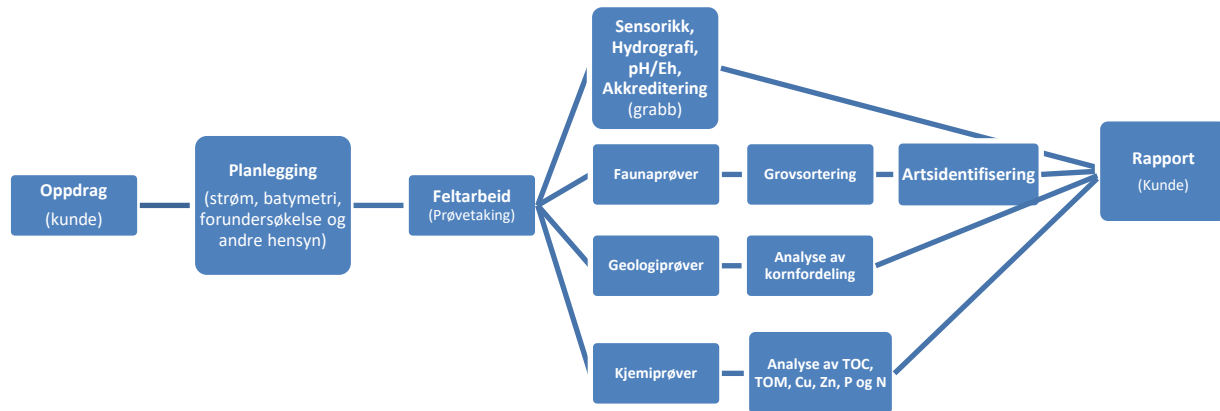 Oppdrag
(kunde)
Planlegging
(strøm, batymetri,
forundersøkelse og
andre hensyn)
Feltarbeid
(Prøvetaking)
Sensorikk,
Hydrografi,
pH/Eh,
Akkreditering
(grabb)
Faunaprøver
Grovsortering
Artsidentifisering
Geologiprøver
Analyse av
kornfordeling
Kjemiprøver
Analyse av TOC,
TOM, Cu, Zn, P og N
Rapport
(Kunde)